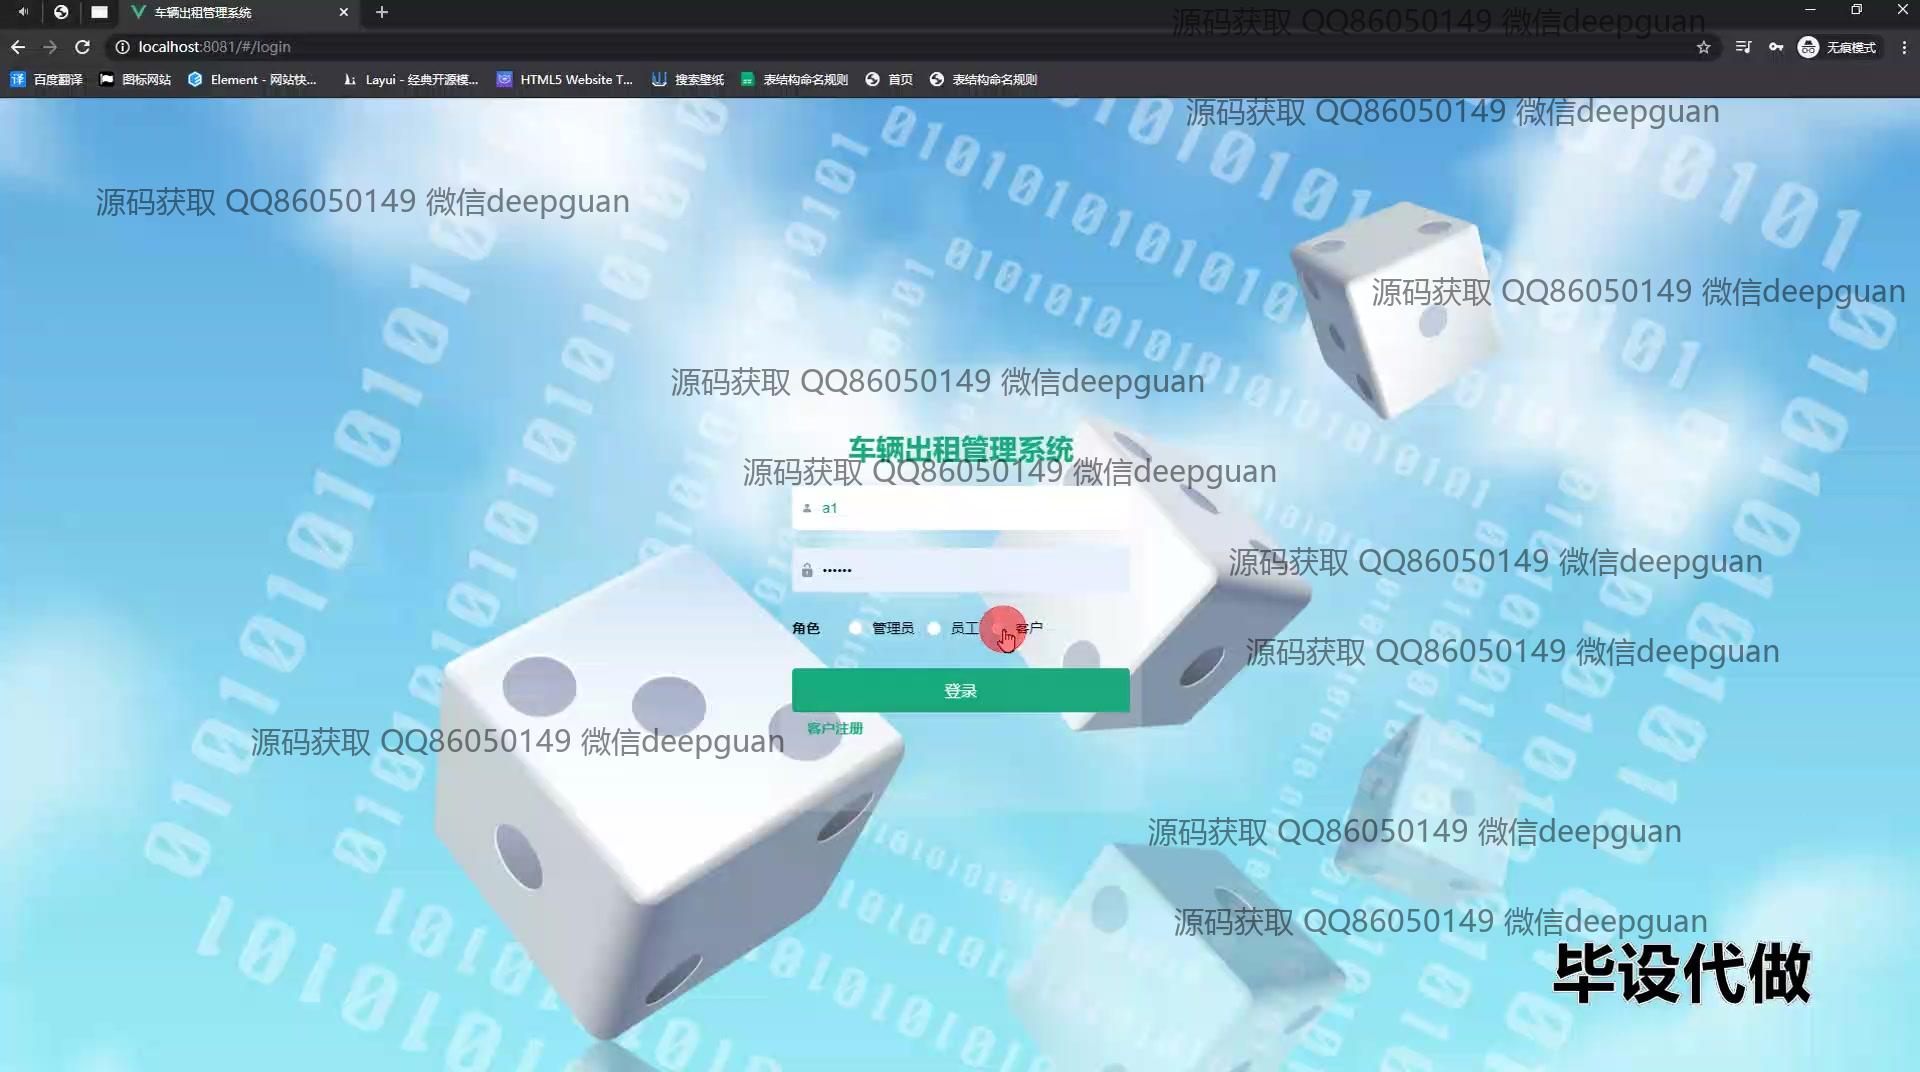 车辆出租管理系统
源码获取 QQ86050149 微信deepguan
localhost:8081/#/login
无痕模式
百度翻译
图标网站
Element - 网站快...
Layui - 经典开源模...
HTML5 Website T...
搜索壁纸
表结构命名规则
首页
表结构命名规则
源码获取 QQ86050149 微信deepguan
源码获取 QQ86050149 微信deepguan
源码获取 QQ86050149 微信deepguan
源码获取 QQ86050149 微信deepguan
车辆出租管理系统
源码获取 QQ86050149 微信deepguan
a1
源码获取 QQ86050149 微信deepguan
角色 管理员 员工 客户
源码获取 QQ86050149 微信deepguan
登录
客户注册
源码获取 QQ86050149 微信deepguan
源码获取 QQ86050149 微信deepguan
源码获取 QQ86050149 微信deepguan
毕设代做